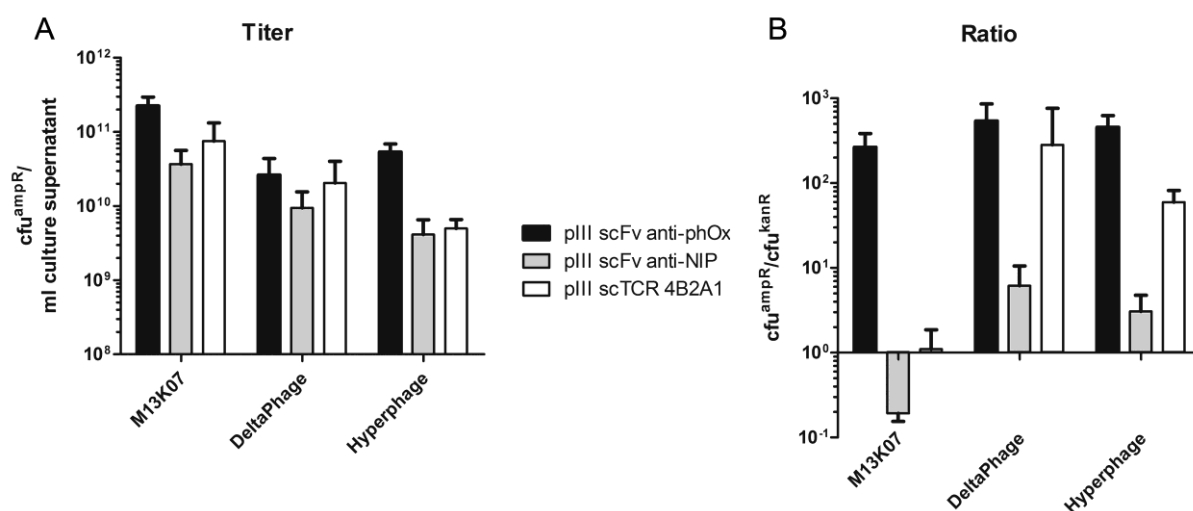 A
Titer
cfu^ampR/
ml culture supernatant
10^12
10^11
10^10
10^9
10^8
M13K07
DeltaPhage
Hyperphage
pIII scFv anti-phOx
pIII scFv anti-NIP
pIII scTCR 4B2A1
B
Ratio
cfu^ampR/cfu^kanR
10^3
10^2
10^1
10^0
10^-1
M13K07
DeltaPhage
Hyperphage